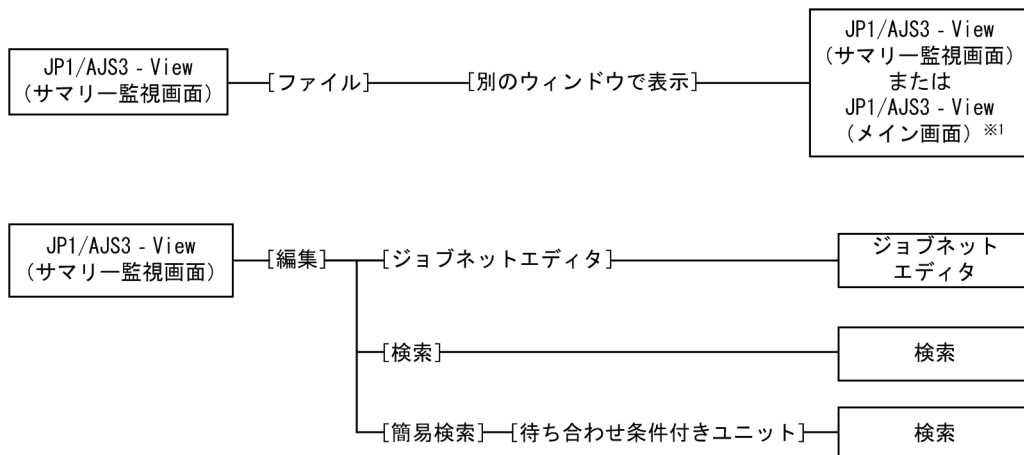 JP1/AJS3 - View
（サマリー監視画面）
[ファイル]
[別のウィンドウで表示]
JP1/AJS3 - View
（サマリー監視画面）
または
JP1/AJS3 - View
（メイン画面）※1
JP1/AJS3 - View
（サマリー監視画面）
[編集]
[ジョブネットエディタ]
ジョブネット
エディタ
[検索]
検索
[簡易検索]
[待ち合わせ条件付きユニット]
検索